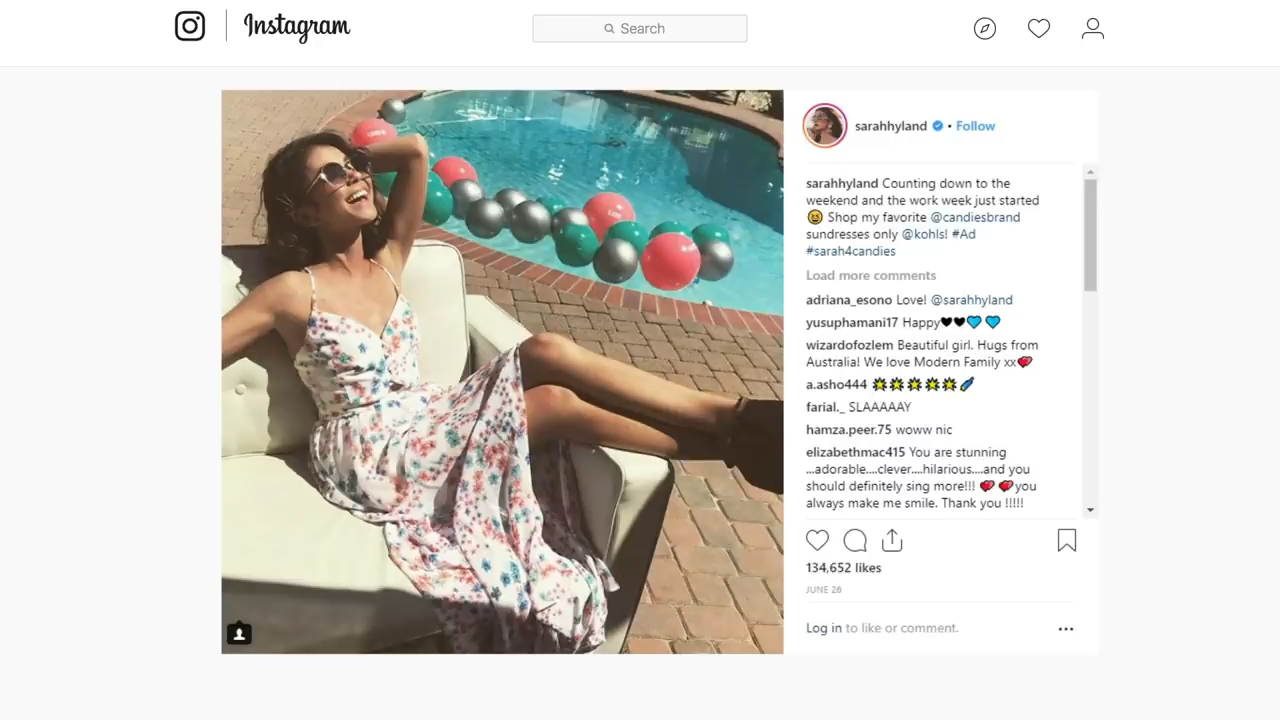 Instagram
Search
sarahhyland • Follow
sarahhyland Counting down to the
weekend and the work week just started
😆 Shop my favorite @candiesbrand
sundresses only @kohls! #Ad
#sarah4candies
Load more comments
adriana_esono Love! @sarahhyland
yusuphamani17 Happy🖤🖤💙💙
wizardofozlem Beautiful girl. Hugs from
Australia! We love Modern Family xx💕
a.asho444
farial._ SLAAAAAY
hamza.peer.75 woww nic
elizabethmac415 You are stunning
...adorable....clever....hilarious....and you
should definitely sing more!!! 💕 💕you
always make me smile. Thank you !!!!!
134,652 likes
JUNE 26
Log in to like or comment.